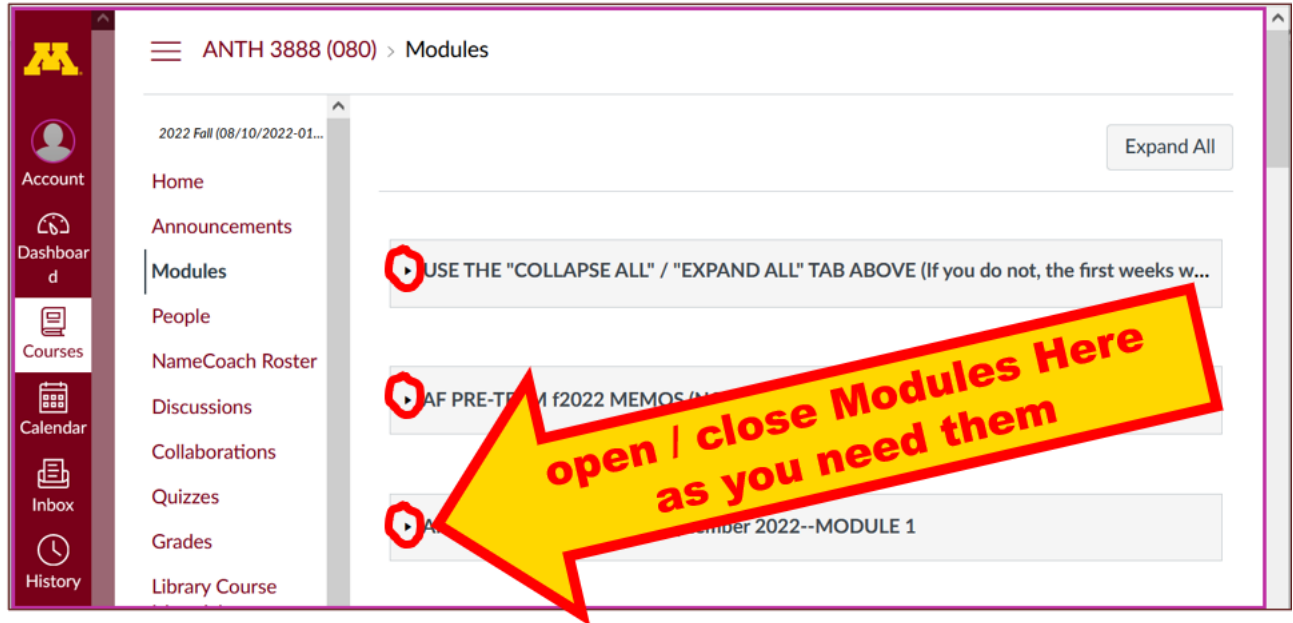 M
ANTH 3888 (080) > Modules
2022 Fall (08/10/2022-01...
Expand All
Account
Home
Announcements
Dashboar
d
Modules
USE THE "COLLAPSE ALL" / "EXPAND ALL" TAB ABOVE (If you do not, the first weeks w...
People
Courses
NameCoach Roster
Discussions
AF PRE-TERM f2022 MEMOS
Calendar
Collaborations
Inbox
Quizzes
Grades
2022--MODULE 1
History
Library Course
open / close Modules Here
as you need them